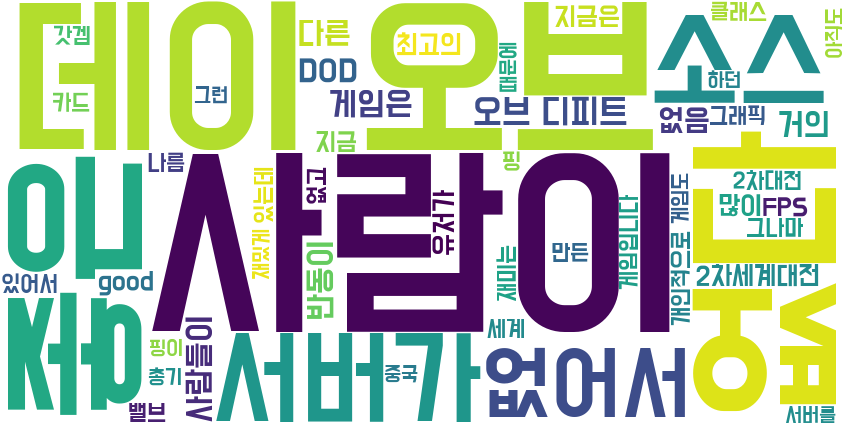 데이 오브
소스
사람이
없다
서버가
없어서
갓겜
카드
그런
다른
DOD
최고의
게임은
지금
지금은
때문에
오브 디피트
클래스
아직도
하던
없음
그래픽
거의
나름
재밌게 있는데
없고
유저가
핑
만든
게임입니다
재미는
개인적으로 게임도
2차대전
많이
FPS
그나마
2차세계대전
있어서
good
반동이
사람들이
핑이
총기
밸브
중국
세계
서버를